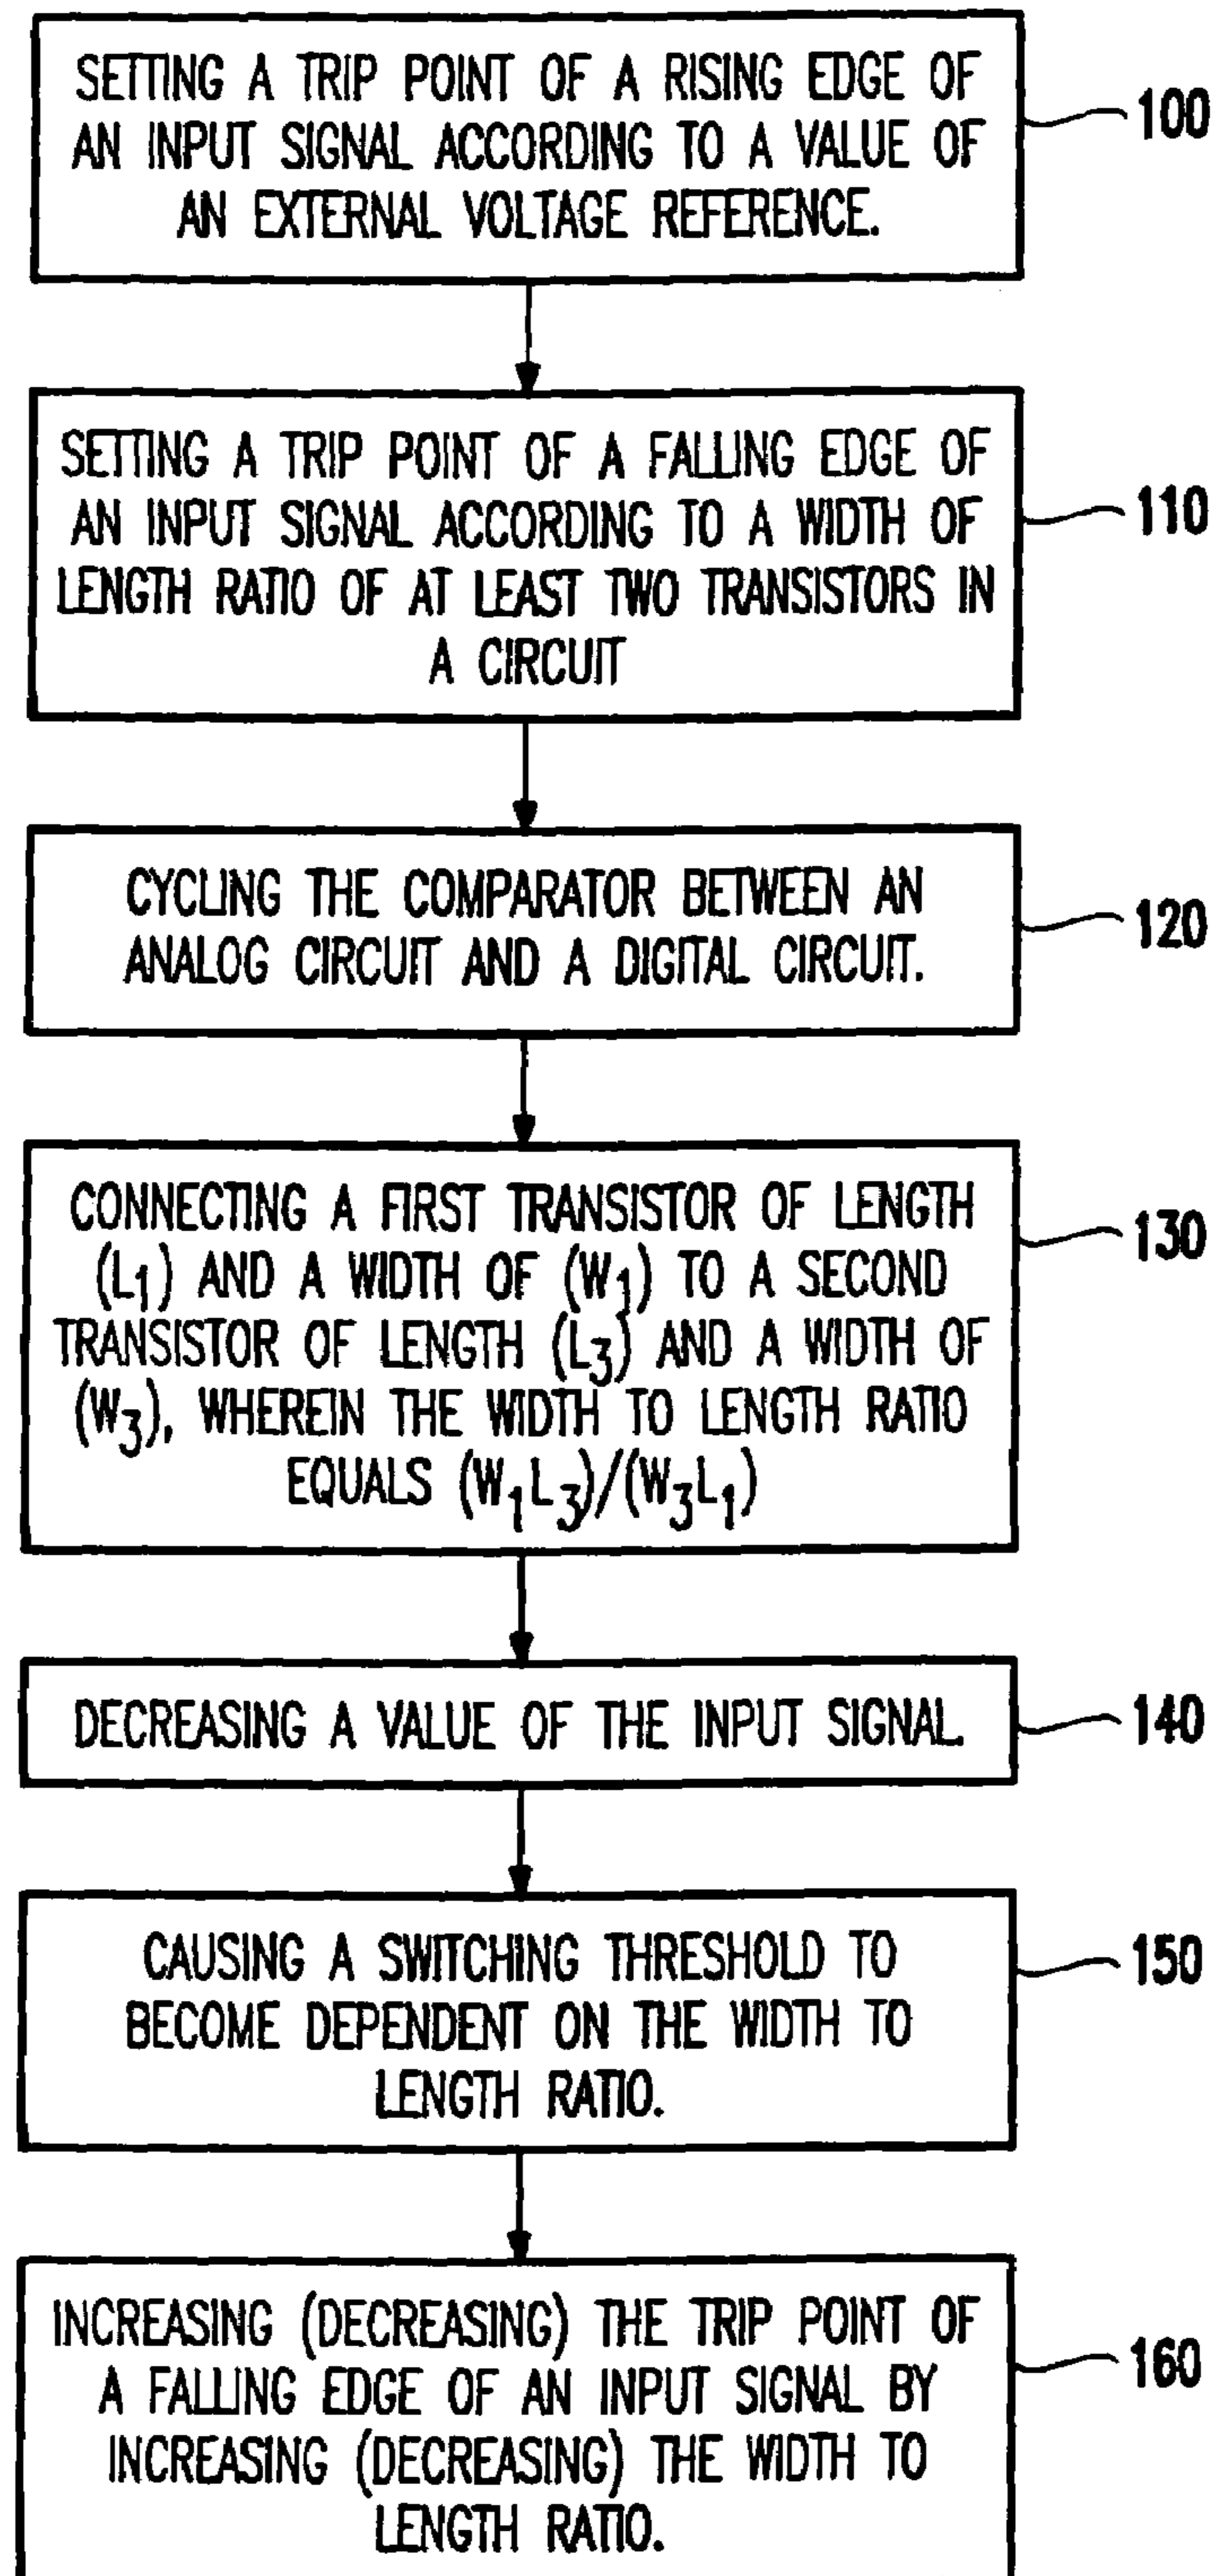 SETTING A TRIP POINT OF A RISING EDGE OF
AN INPUT SIGNAL ACCORDING TO A VALUE OF
AN EXTERNAL VOLTAGE REFERENCE.
100
SETTING A TRIP POINT OF A FALLING EDGE OF
AN INPUT SIGNAL ACCORDING TO A WIDTH OF
LENGTH RATIO OF AT LEAST TWO TRANSISTORS IN
A CIRCUIT
110
CYCLING THE COMPARATOR BETWEEN AN
ANALOG CIRCUIT AND A DIGITAL CIRCUIT.
120
CONNECTING A FIRST TRANSISTOR OF LENGTH
(L₁) AND A WIDTH OF (W₁) TO A SECOND
TRANSISTOR OF LENGTH (L₃) AND A WIDTH OF
(W₃), WHEREIN THE WIDTH TO LENGTH RATIO
EQUALS (W₁L₃)/(W₃L₁)
130
DECREASING A VALUE OF THE INPUT SIGNAL.
140
CAUSING A SWITCHING THRESHOLD TO
BECOME DEPENDENT ON THE WIDTH TO
LENGTH RATIO.
150
INCREASING (DECREASING) THE TRIP POINT OF
A FALLING EDGE OF AN INPUT SIGNAL BY
INCREASING (DECREASING) THE WIDTH TO
LENGTH RATIO.
160